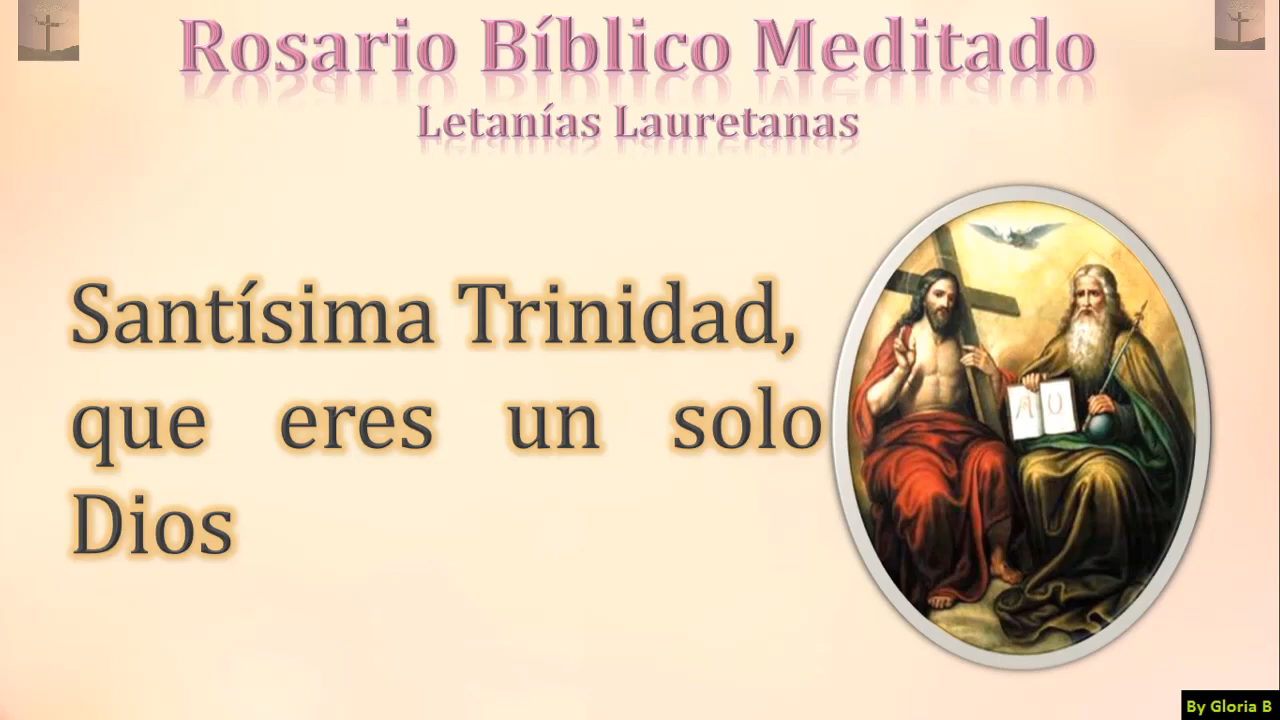 Rosario Bíblico Meditado
Letanías Lauretanas
Santísima Trinidad,
que eres un solo
Dios
A U
By Gloria B